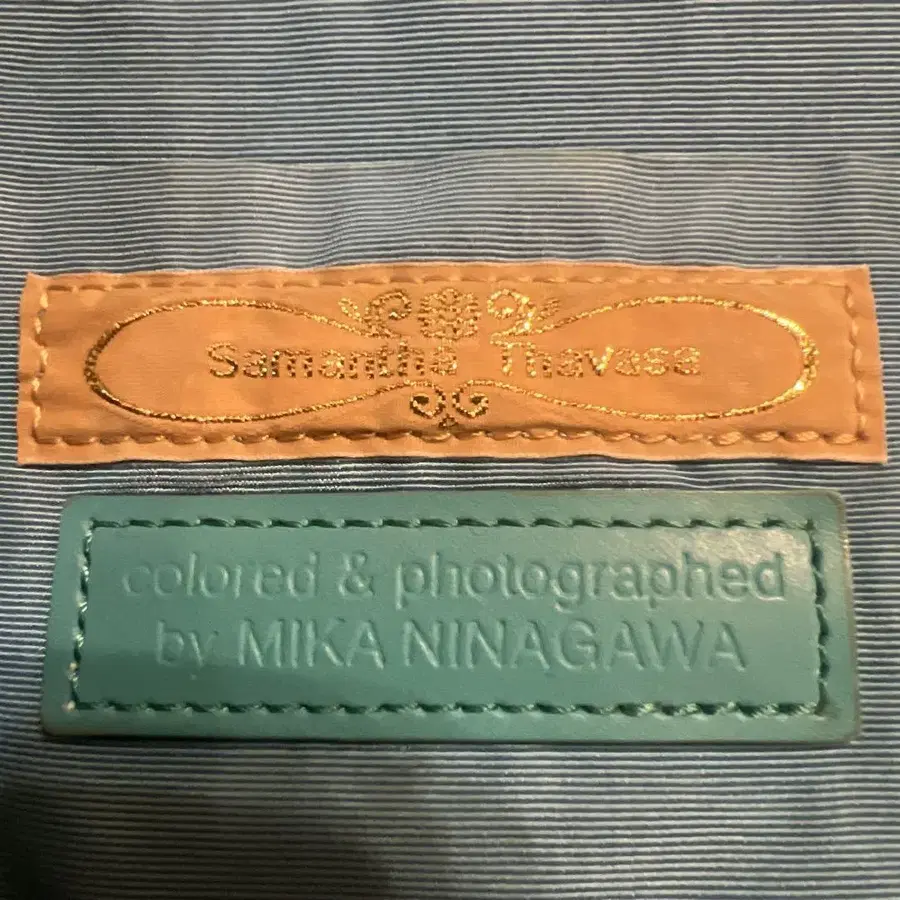 Samantha Thavasa
colored & photographed
by MIKA NINAGAWA